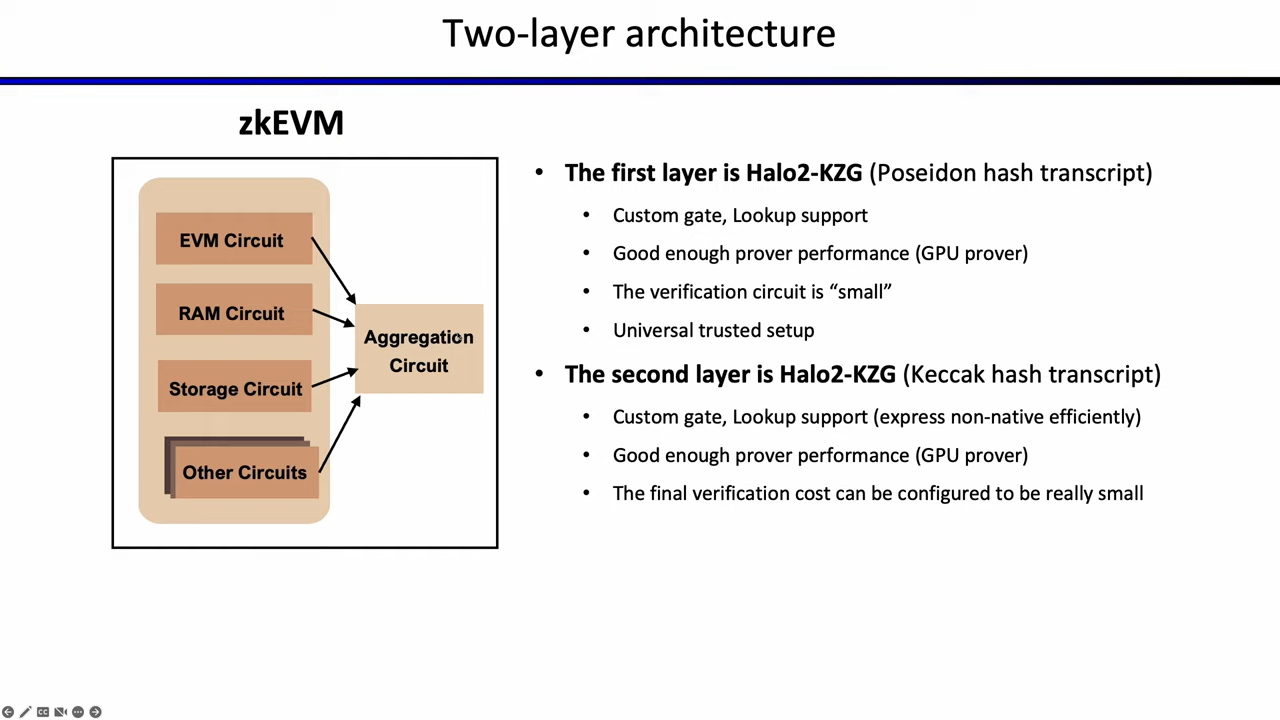 Two-layer architecture
zkEVM
EVM Circuit
RAM Circuit
Storage Circuit
Other Circuits
Aggregation
Circuit
• The first layer is Halo2-KZG (Poseidon hash transcript)
• Custom gate, Lookup support
• Good enough prover performance (GPU prover)
• The verification circuit is “small”
• Universal trusted setup
• The second layer is Halo2-KZG (Keccak hash transcript)
• Custom gate, Lookup support (express non-native efficiently)
• Good enough prover performance (GPU prover)
• The final verification cost can be configured to be really small